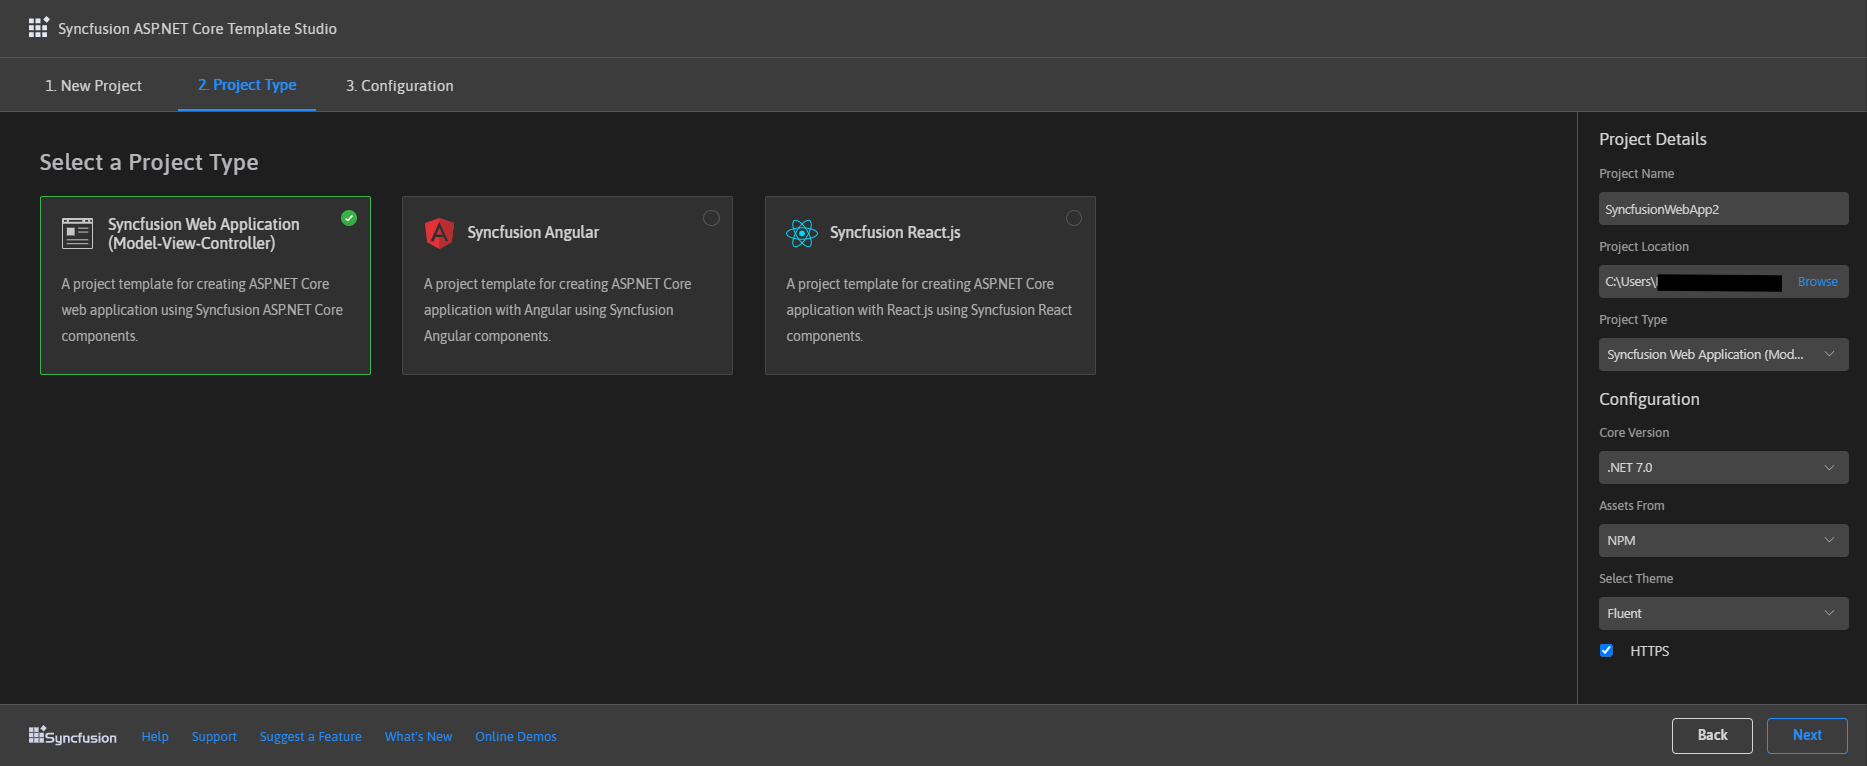 Syncfusion ASP.NET Core Template Studio
1. New Project
2. Project Type
3. Configuration
Select a Project Type
Syncfusion Web Application
(Model-View-Controller)
A project template for creating ASP.NET Core
web application using Syncfusion ASP.NET Core
components.
Syncfusion Angular
A project template for creating ASP.NET Core
application with Angular using Syncfusion
Angular components.
Syncfusion React.js
A project template for creating ASP.NET Core
application with React.js using Syncfusion React
components.
Project Details
Project Name
SyncfusionWebApp2
Project Location
C:\Users\
Browse
Project Type
Syncfusion Web Application (Mod...
Configuration
Core Version
.NET 7.0
Assets From
NPM
Select Theme
Fluent
HTTPS
Syncfusion
Help
Support
Suggest a Feature
What's New
Online Demos
Back
Next